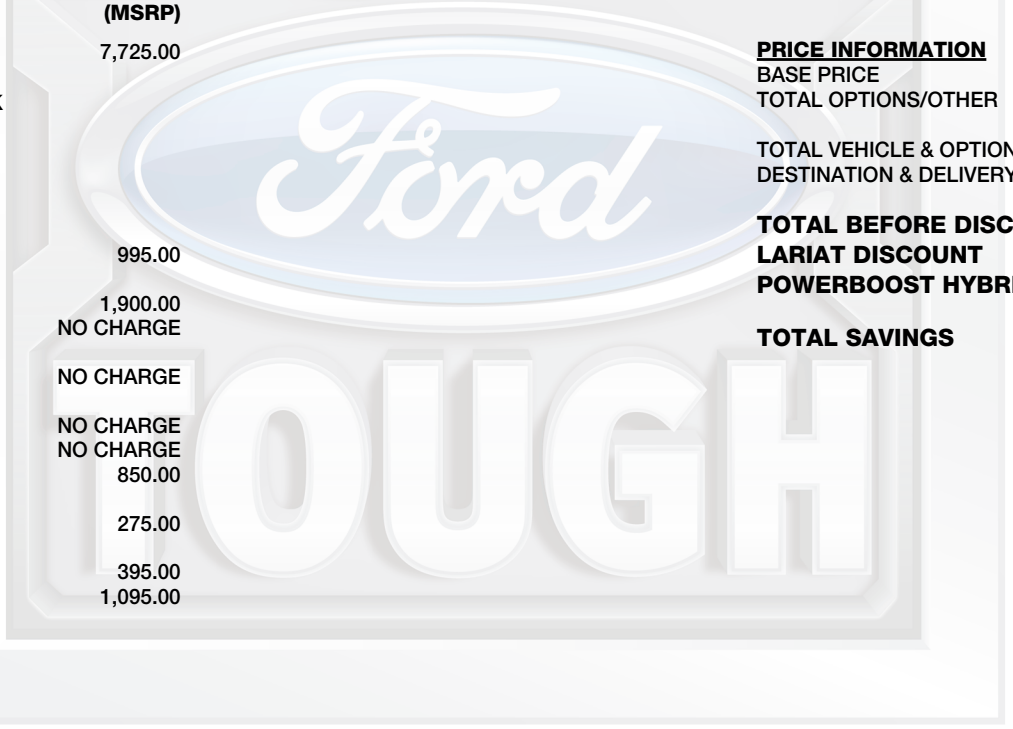 (MSRP)
7,725.00
995.00
1,900.00
NO CHARGE
NO CHARGE
NO CHARGE
NO CHARGE
850.00
275.00
395.00
1,095.00
Ford
TOUGH
PRICE INFORMATION
BASE PRICE
TOTAL OPTIONS/OTHER
TOTAL VEHICLE & OPTION
DESTINATION & DELIVERY
TOTAL BEFORE DISC
LARIAT DISCOUNT
POWERBOOST HYBRI
TOTAL SAVINGS